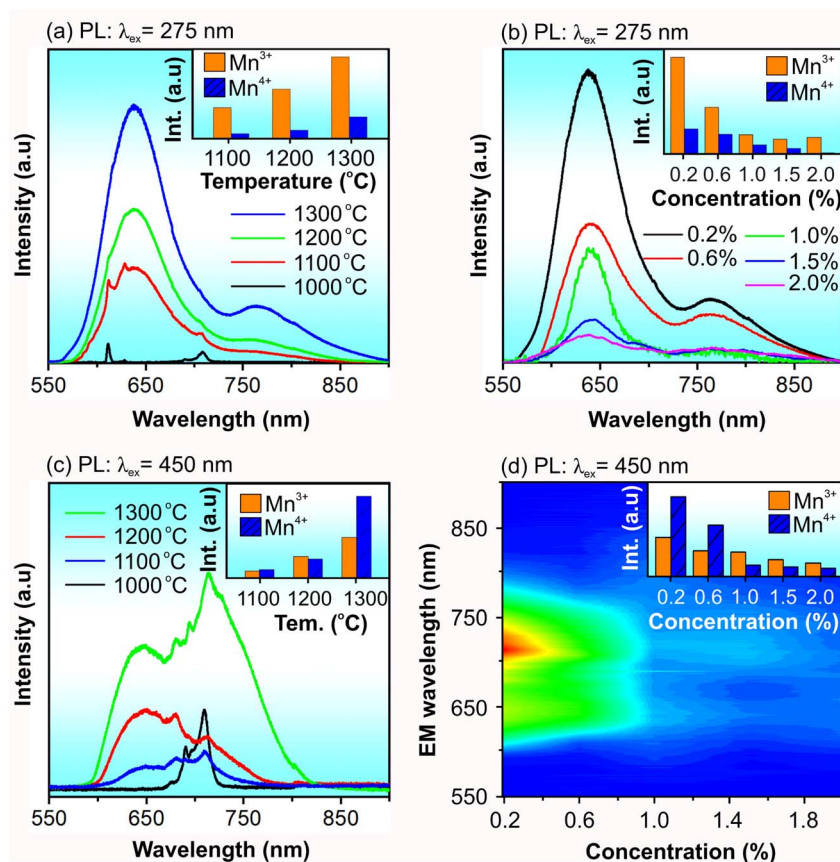 (a) PL: λex= 275 nm
Intensity (a.u)
Int. (a.u)
Mn3+
Mn4+
1100 1200 1300
Temperature (°C)
1300 °C
1200 °C
1100 °C
1000 °C
550 650 750 850
Wavelength (nm)
(b) PL: λex= 275 nm
Intensity (a.u)
Int. (a.u)
Mn3+
Mn4+
0.2 0.6 1.0 1.5 2.0
Concentration (%)
0.2% 1.0%
0.6% 1.5%
2.0%
550 650 750 850
Wavelength (nm)
(c) PL: λex= 450 nm
Intensity (a.u)
1300 °C
1200 °C
1100 °C
1000 °C
Int. (a.u)
Mn3+
Mn4+
1100 1200 1300
Tem. (°C)
550 650 750 850
Wavelength (nm)
(d) PL: λex= 450 nm
EM wavelength (nm)
850
750
650
550
Int. (a.u)
Mn3+
Mn4+
0.2 0.6 1.0 1.5 2.0
Concentration (%)
0.2 0.6 1.0 1.4 1.8
Concentration (%)